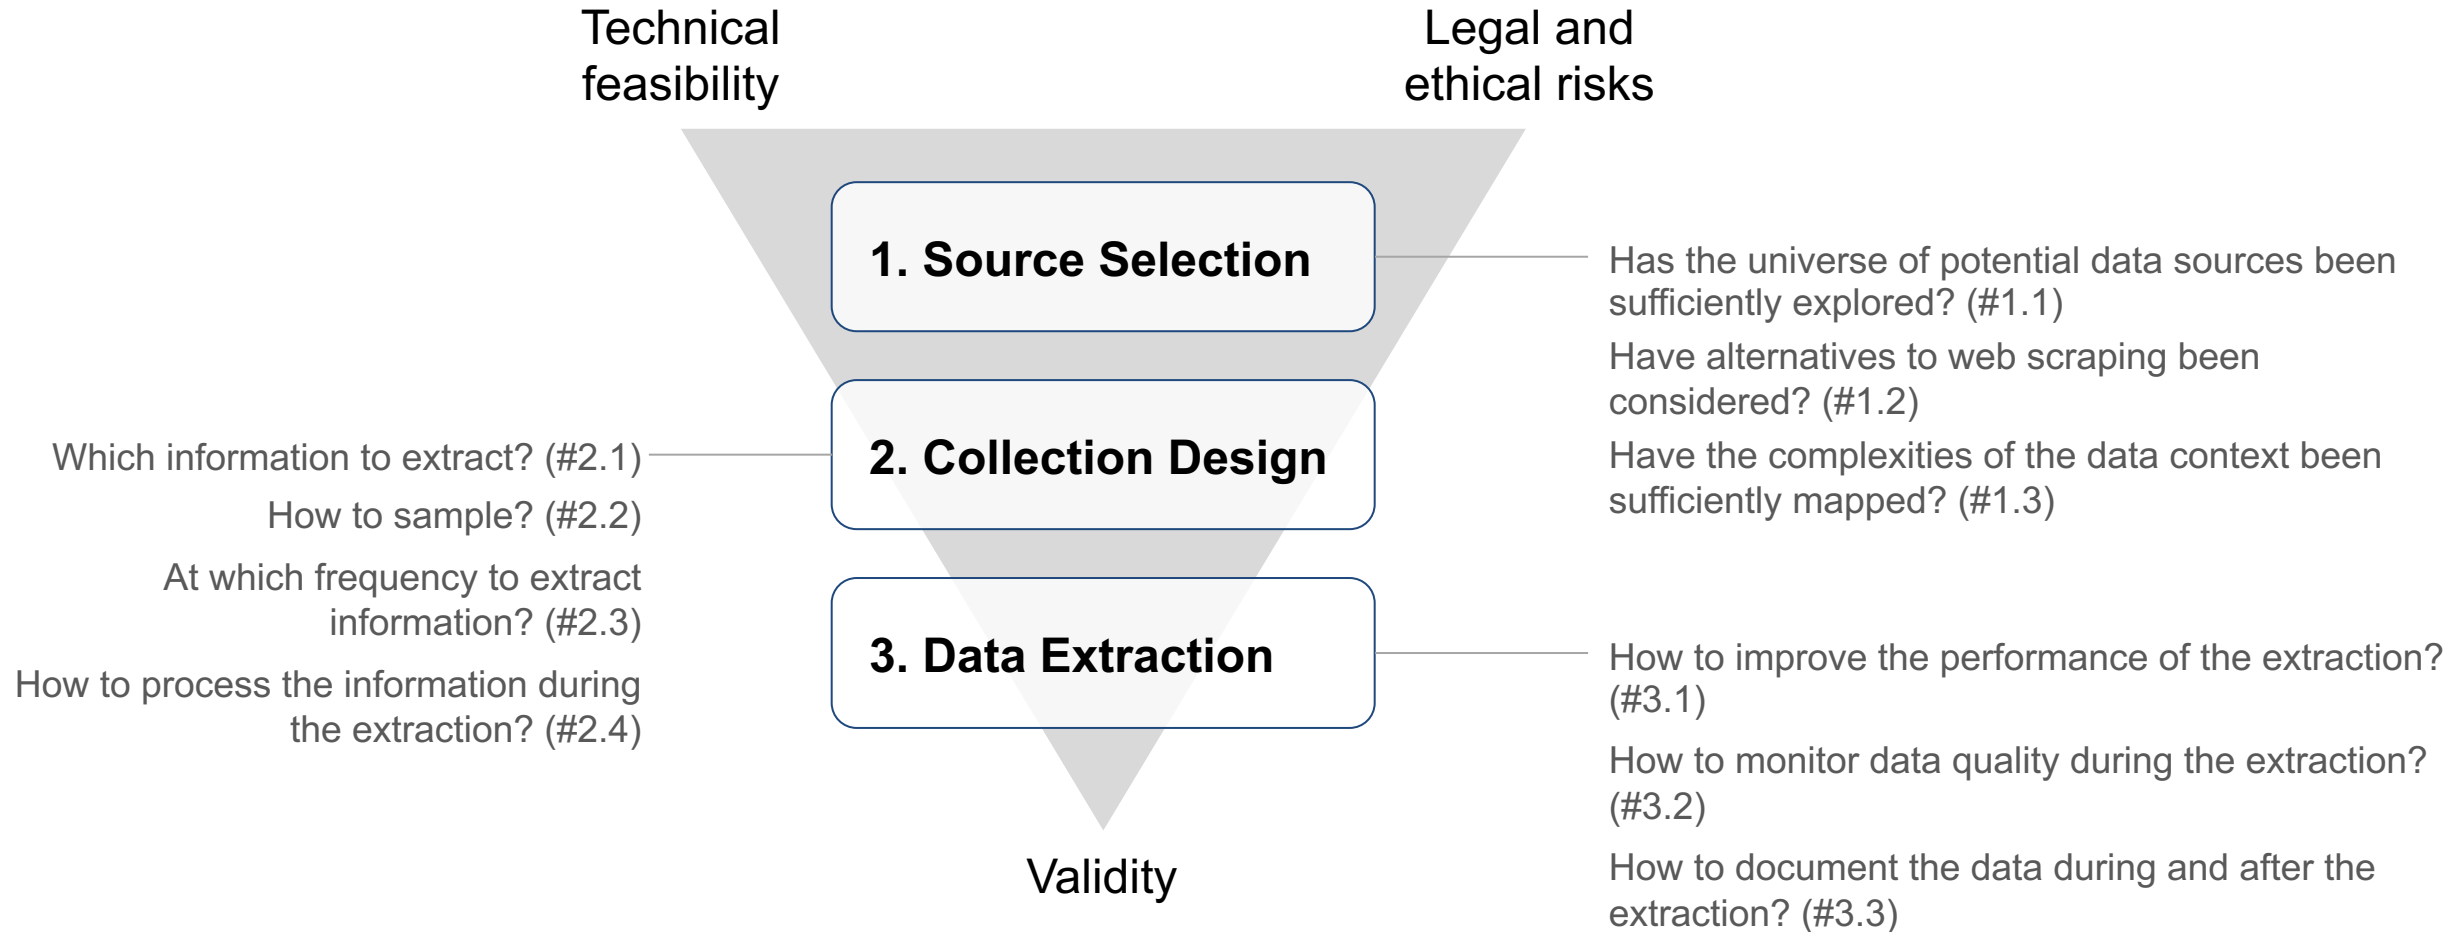 Technical
feasibility
Legal and
ethical risks
1. Source Selection
Has the universe of potential data sources been
sufficiently explored? (#1.1)
Have alternatives to web scraping been
considered? (#1.2)
Have the complexities of the data context been
sufficiently mapped? (#1.3)
2. Collection Design
Which information to extract? (#2.1)
How to sample? (#2.2)
At which frequency to extract
information? (#2.3)
How to process the information during
the extraction? (#2.4)
3. Data Extraction
How to improve the performance of the extraction?
(#3.1)
How to monitor data quality during the extraction?
(#3.2)
How to document the data during and after the
extraction? (#3.3)
Validity